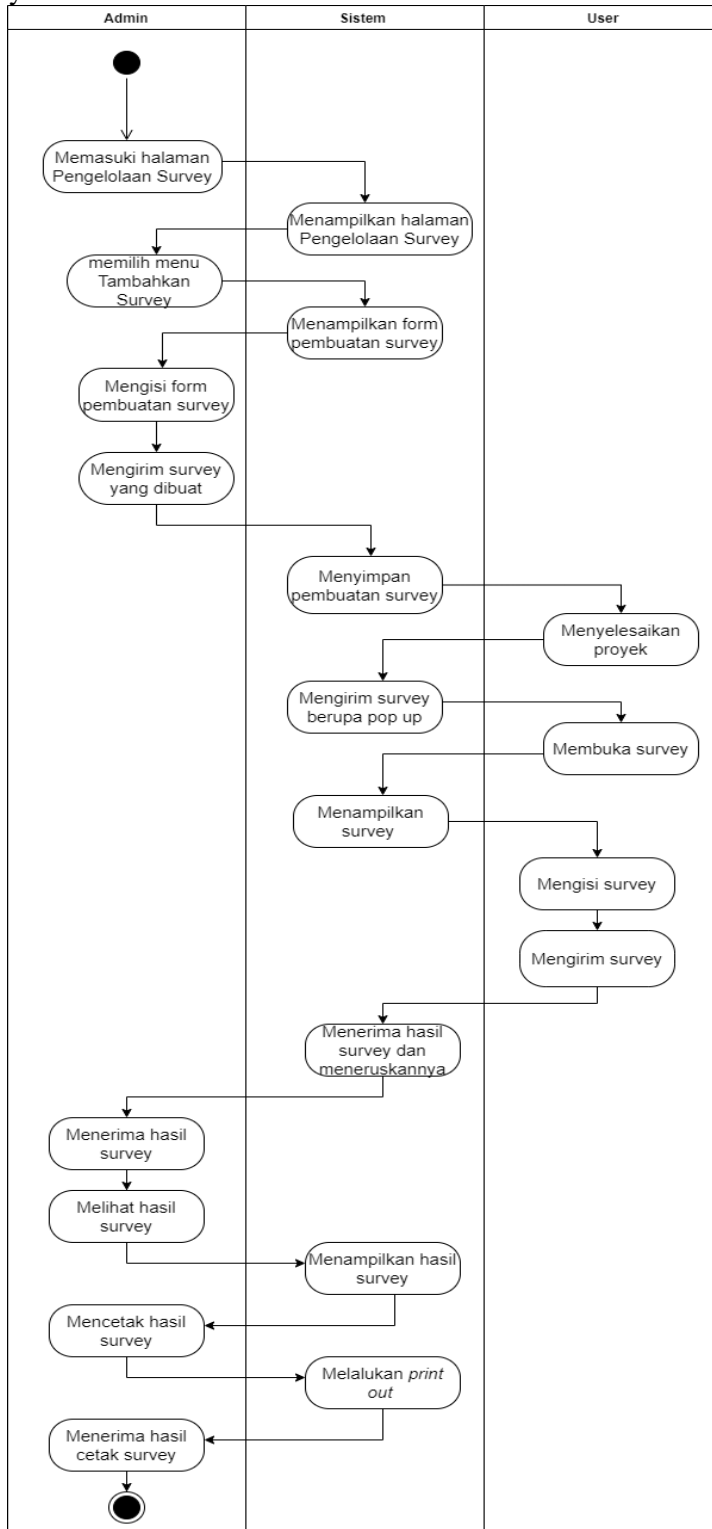 y
Admin
Sistem
User
Memasuki halaman
Pengelolaan Survey
Menampilkan halaman
Pengelolaan Survey
memilih menu
Tambahkan
Survey
Menampilkan form
pembuatan survey
Mengisi form
pembuatan survey
Mengirim survey
yang dibuat
Menyimpan
pembuatan survey
Menyelesaikan
proyek
Mengirim survey
berupa pop up
Membuka survey
Menampilkan
survey
Mengisi survey
Mengirim survey
Menerima hasil
survey dan
meneruskannya
Menerima hasil
survey
Melihat hasil
survey
Menampilkan hasil
survey
Mencetak hasil
survey
Melalukan print
out
Menerima hasil
cetak survey